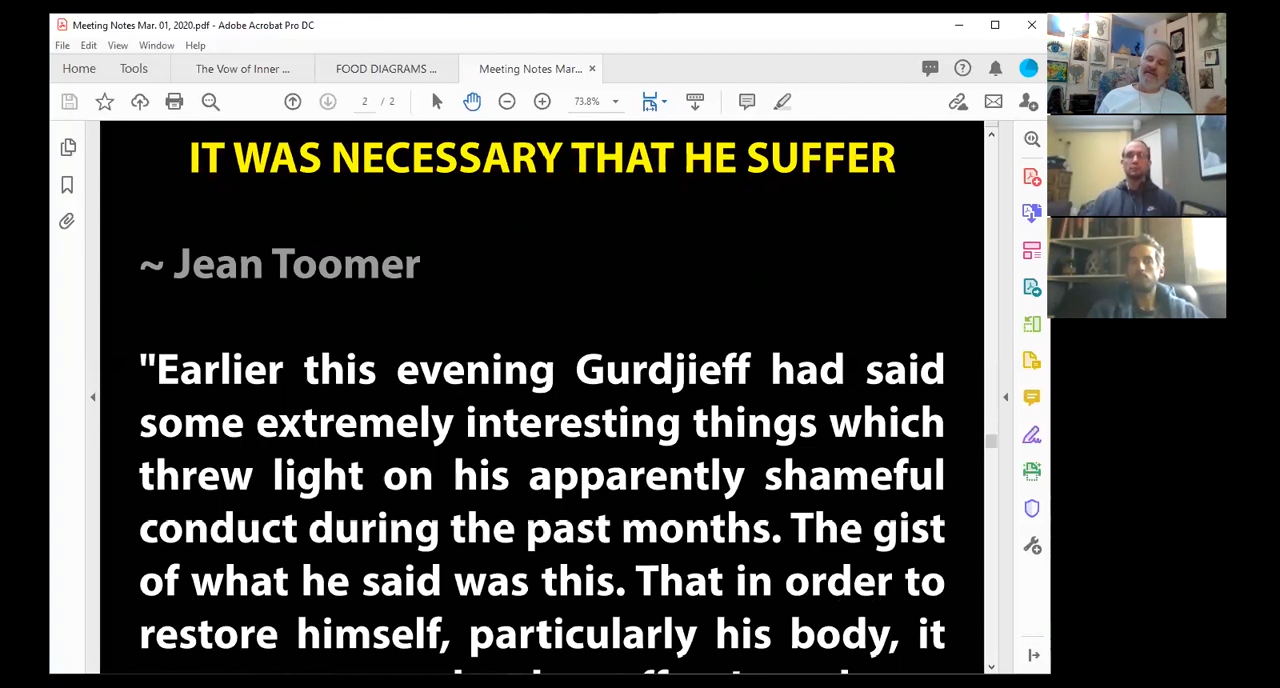 Meeting Notes Mar. 01, 2020.pdf - Adobe Acrobat Pro DC
File Edit View Window Help
Home Tools The Vow of Inner ... FOOD DIAGRAMS ... Meeting Notes Mar... ×
2 / 2 73.8%
IT WAS NECESSARY THAT HE SUFFER
~ Jean Toomer
"Earlier this evening Gurdjieff had said
some extremely interesting things which
threw light on his apparently shameful
conduct during the past months. The gist
of what he said was this. That in order to
restore himself, particularly his body, it